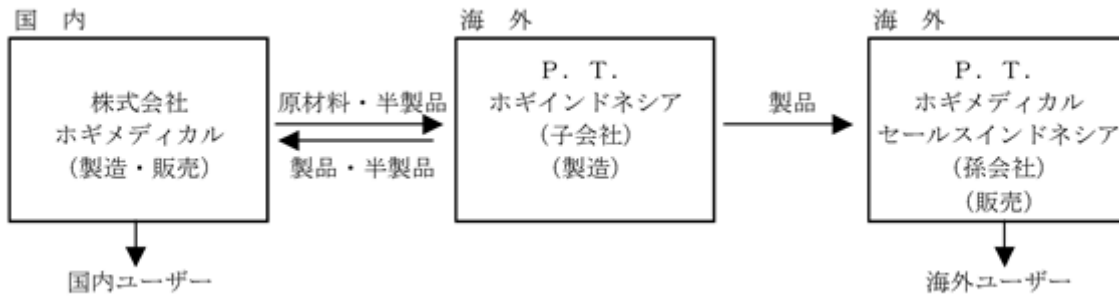 国　内
株式会社
ホギメディカル
（製造・販売）
国内ユーザー
原材料・半製品
製品・半製品
海　外
Ｐ．Ｔ．
ホギインドネシア
（子会社）
（製造）
製品
海　外
Ｐ．Ｔ．
ホギメディカル
セールスインドネシア
（孫会社）
（販売）
海外ユーザー